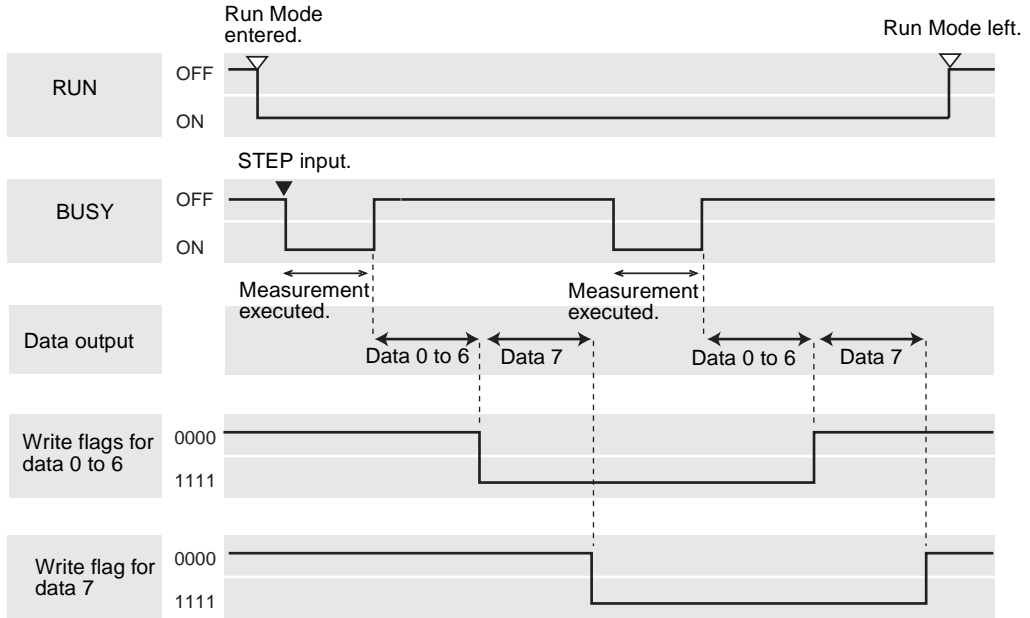 Run Mode
entered.
Run Mode left.
RUN
OFF
ON
STEP input.
BUSY
OFF
ON
Measurement
executed.
Measurement
executed.
Data output
Data 0 to 6
Data 7
Data 0 to 6
Data 7
Write flags for
data 0 to 6
0000
1111
Write flag for
data 7
0000
1111